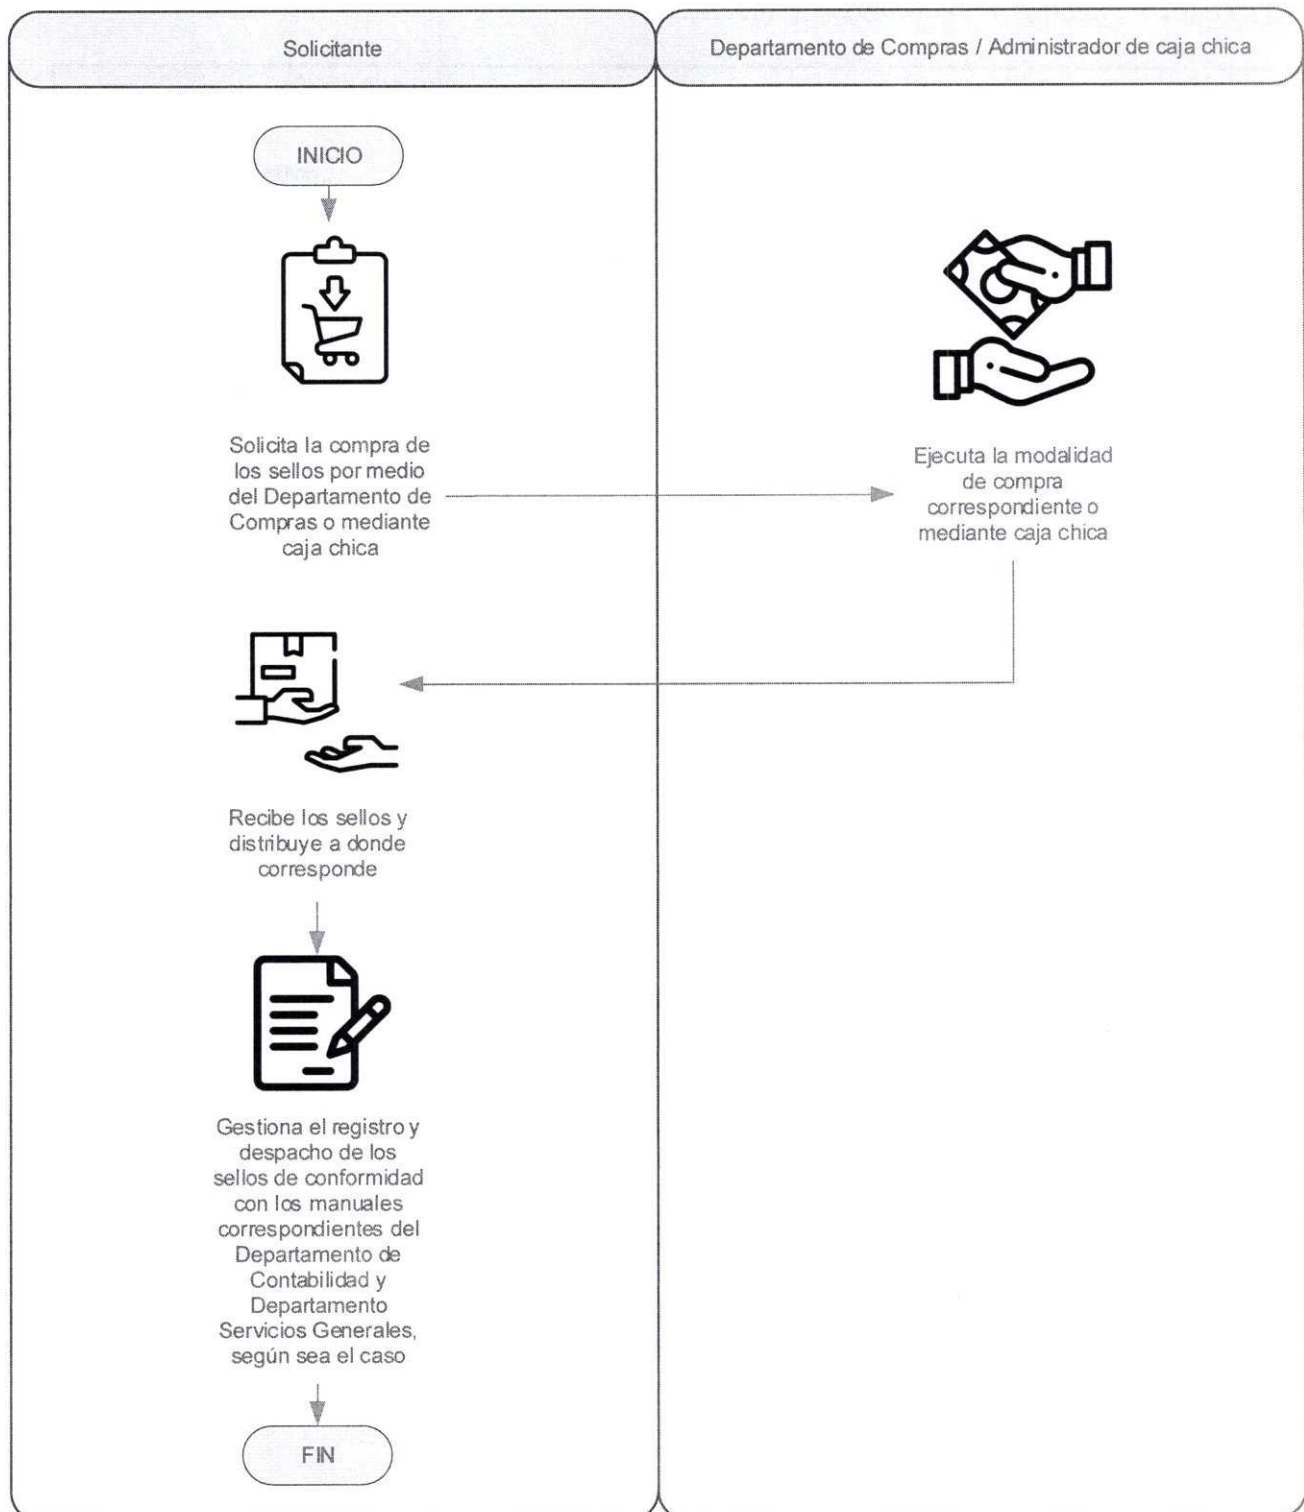 Solicitante
Departamento de Compras / Administrador de caja chica
INICIO
Solicita la compra de
los sellos por medio
del Departamento de
Compras o mediante
caja chica
Ejecuta la modalidad
de compra
correspondiente o
mediante caja chica
Recibe los sellos y
distribuye a donde
corresponde
Gestiona el registro y
despacho de los
sellos de conformidad
con los manuales
correspondientes del
Departamento de
Contabilidad y
Departamento
Servicios Generales,
según sea el caso
FIN